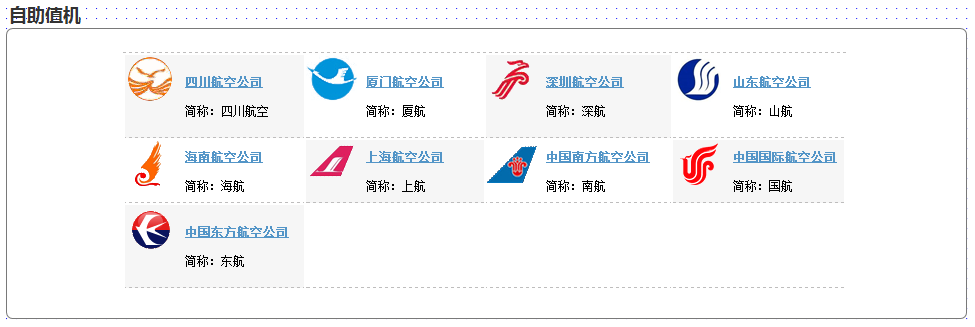 自助值机
四川航空公司
简称：四川航空
厦门航空公司
简称：厦航
深圳航空公司
简称：深航
山东航空公司
简称：山航
海南航空公司
简称：海航
上海航空公司
简称：上航
中国南方航空公司
简称：南航
中国国际航空公司
简称：国航
中国东方航空公司
简称：东航